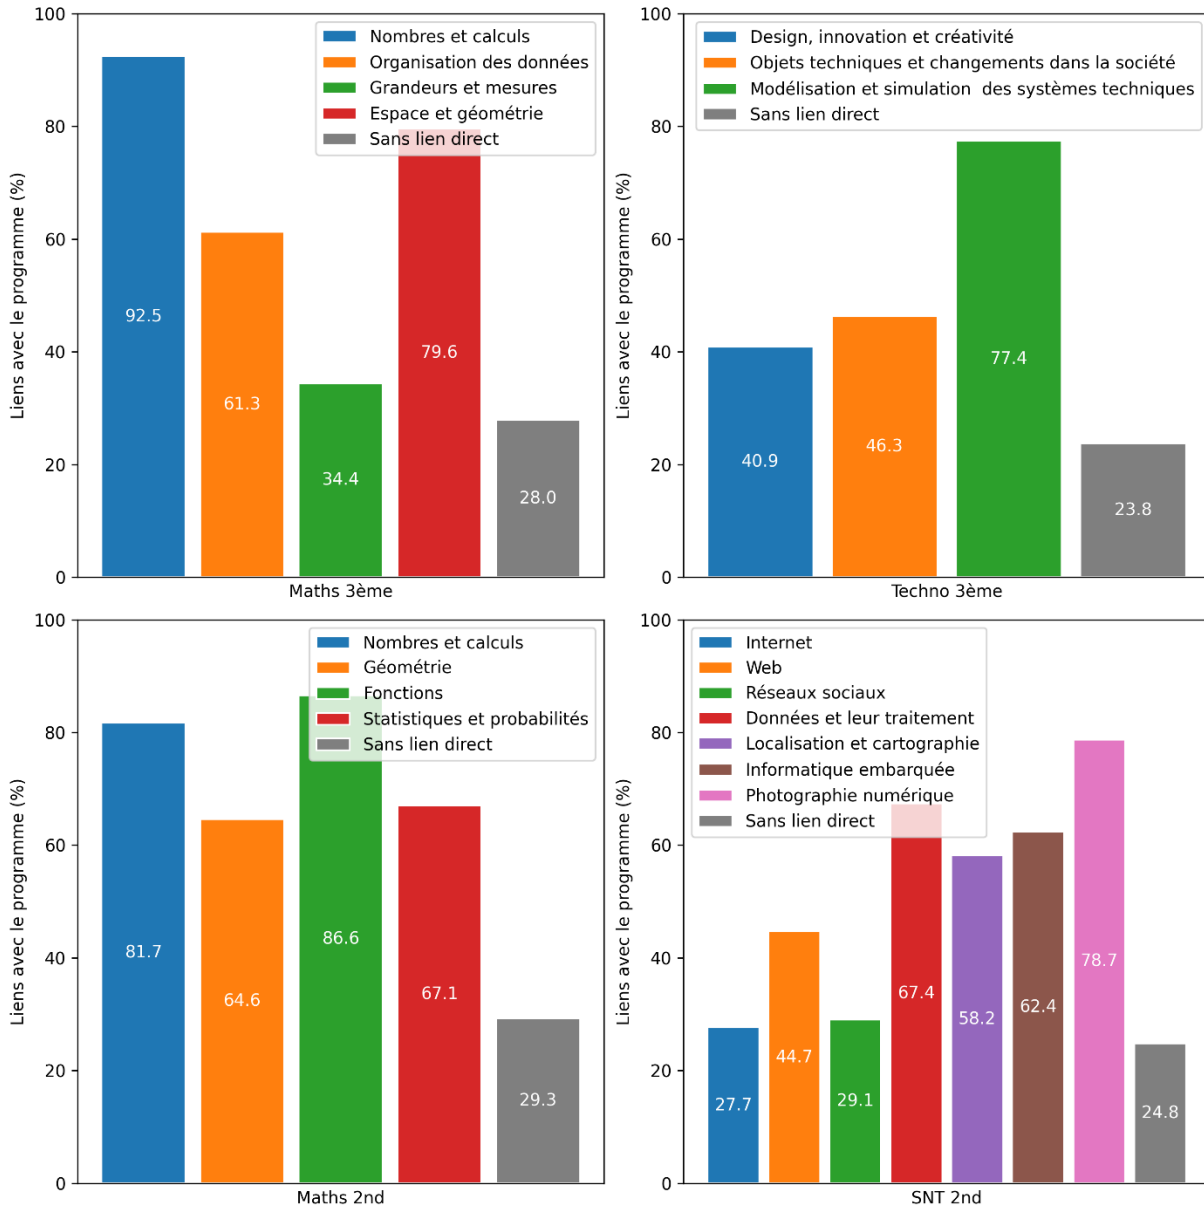 100
80
60
40
20
0
Liens avec le programme (%)
Nombres et calculs
Organisation des données
Grandeurs et mesures
Espace et géométrie
Sans lien direct
92.5
61.3
34.4
79.6
28.0
Maths 3ème
100
80
60
40
20
0
Liens avec le programme (%)
Design, innovation et créativité
Objets techniques et changements dans la société
Modélisation et simulation  des systèmes techniques
Sans lien direct
40.9
46.3
77.4
23.8
Techno 3ème
100
80
60
40
20
0
Liens avec le programme (%)
Nombres et calculs
Géométrie
Fonctions
Statistiques et probabilités
Sans lien direct
81.7
64.6
86.6
67.1
29.3
Maths 2nd
100
80
60
40
20
0
Liens avec le programme (%)
Internet
Web
Réseaux sociaux
Données et leur traitement
Localisation et cartographie
Informatique embarquée
Photographie numérique
Sans lien direct
27.7
44.7
29.1
67.4
58.2
62.4
78.7
24.8
SNT 2nd